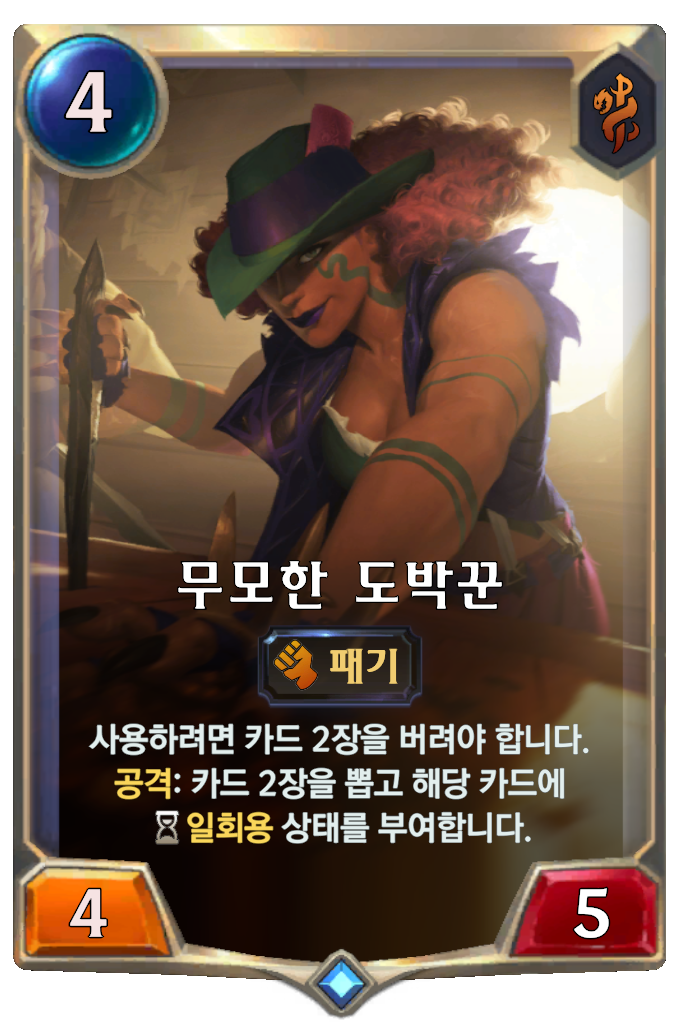 4
무모한 도박꾼
패기
사용하려면 카드 2장을 버려야 합니다.
공격: 카드 2장을 뽑고 해당 카드에
일회용 상태를 부여합니다.
4
5